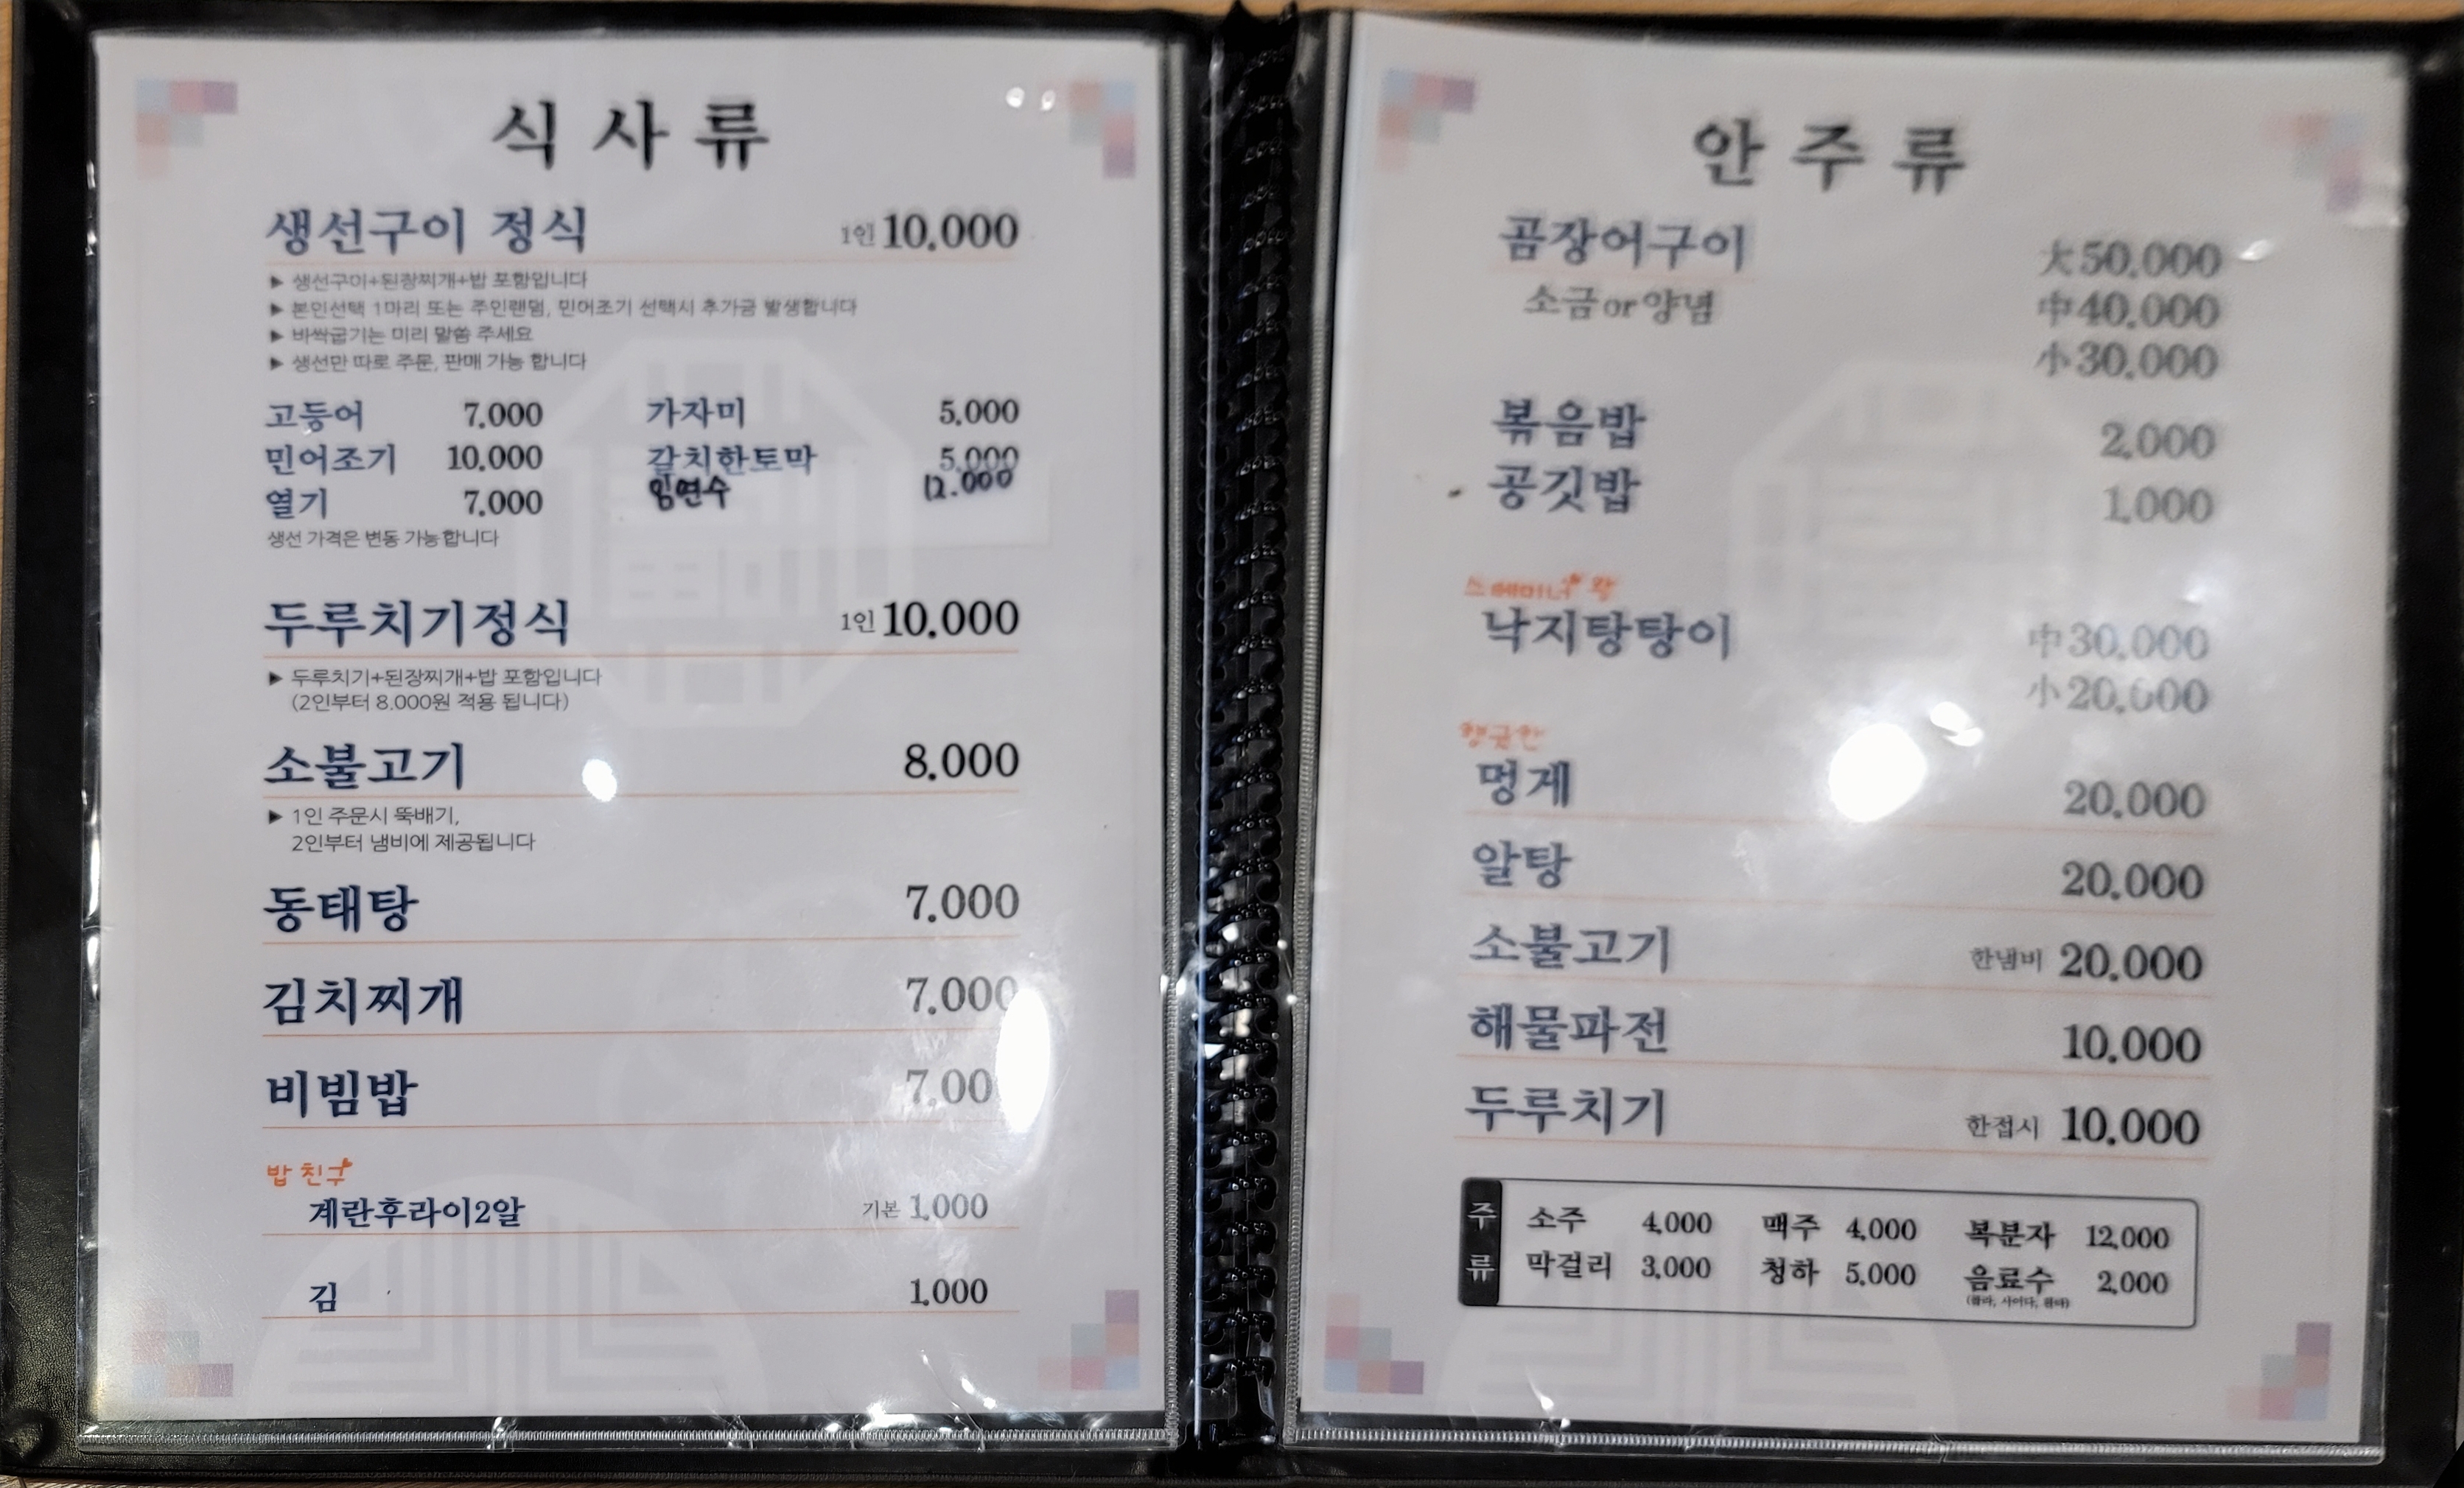 식사류
생선구이 정식 1인 10.000
▶ 생선구이+된장찌개+밥 포함입니다
▶ 본인선택 1마리 또는 주인랜덤, 민어조기 선택시 추가금 발생합니다
▶ 바싹굽기는 미리 말씀 주세요
▶ 생선만 따로 주문, 판매 가능 합니다
고등어 7.000 가자미 5.000
민어조기 10.000 갈치한토막 5.000
열기 7.000 임연수 12.000
생선 가격은 변동 가능합니다
두루치기정식 1인 10.000
▶ 두루치기+된장찌개+밥 포함입니다
(2인부터 8.000원 적용 됩니다)
소불고기 8.000
▶ 1인 주문시 뚝배기,
2인부터 냄비에 제공됩니다
동태탕 7.000
김치찌개 7.000
비빔밥 7.00
밥 친구
계란후라이2알 기본 1.000
김 1.000
안주류
곰장어구이 大50.000
소금or양념 中40.000
小30.000
볶음밥 2.000
공깃밥 1.000
스테미너 왕
낙지탕탕이 中30.000
小20.000
향긋한
멍게 20.000
알탕 20.000
소불고기 한냄비 20.000
해물파전 10.000
두루치기 한접시 10.000
주류
소주 4.000 맥주 4.000 복분자 12.000
막걸리 3.000 청하 5.000 음료수 2.000
(콜라, 사이다, 환타)